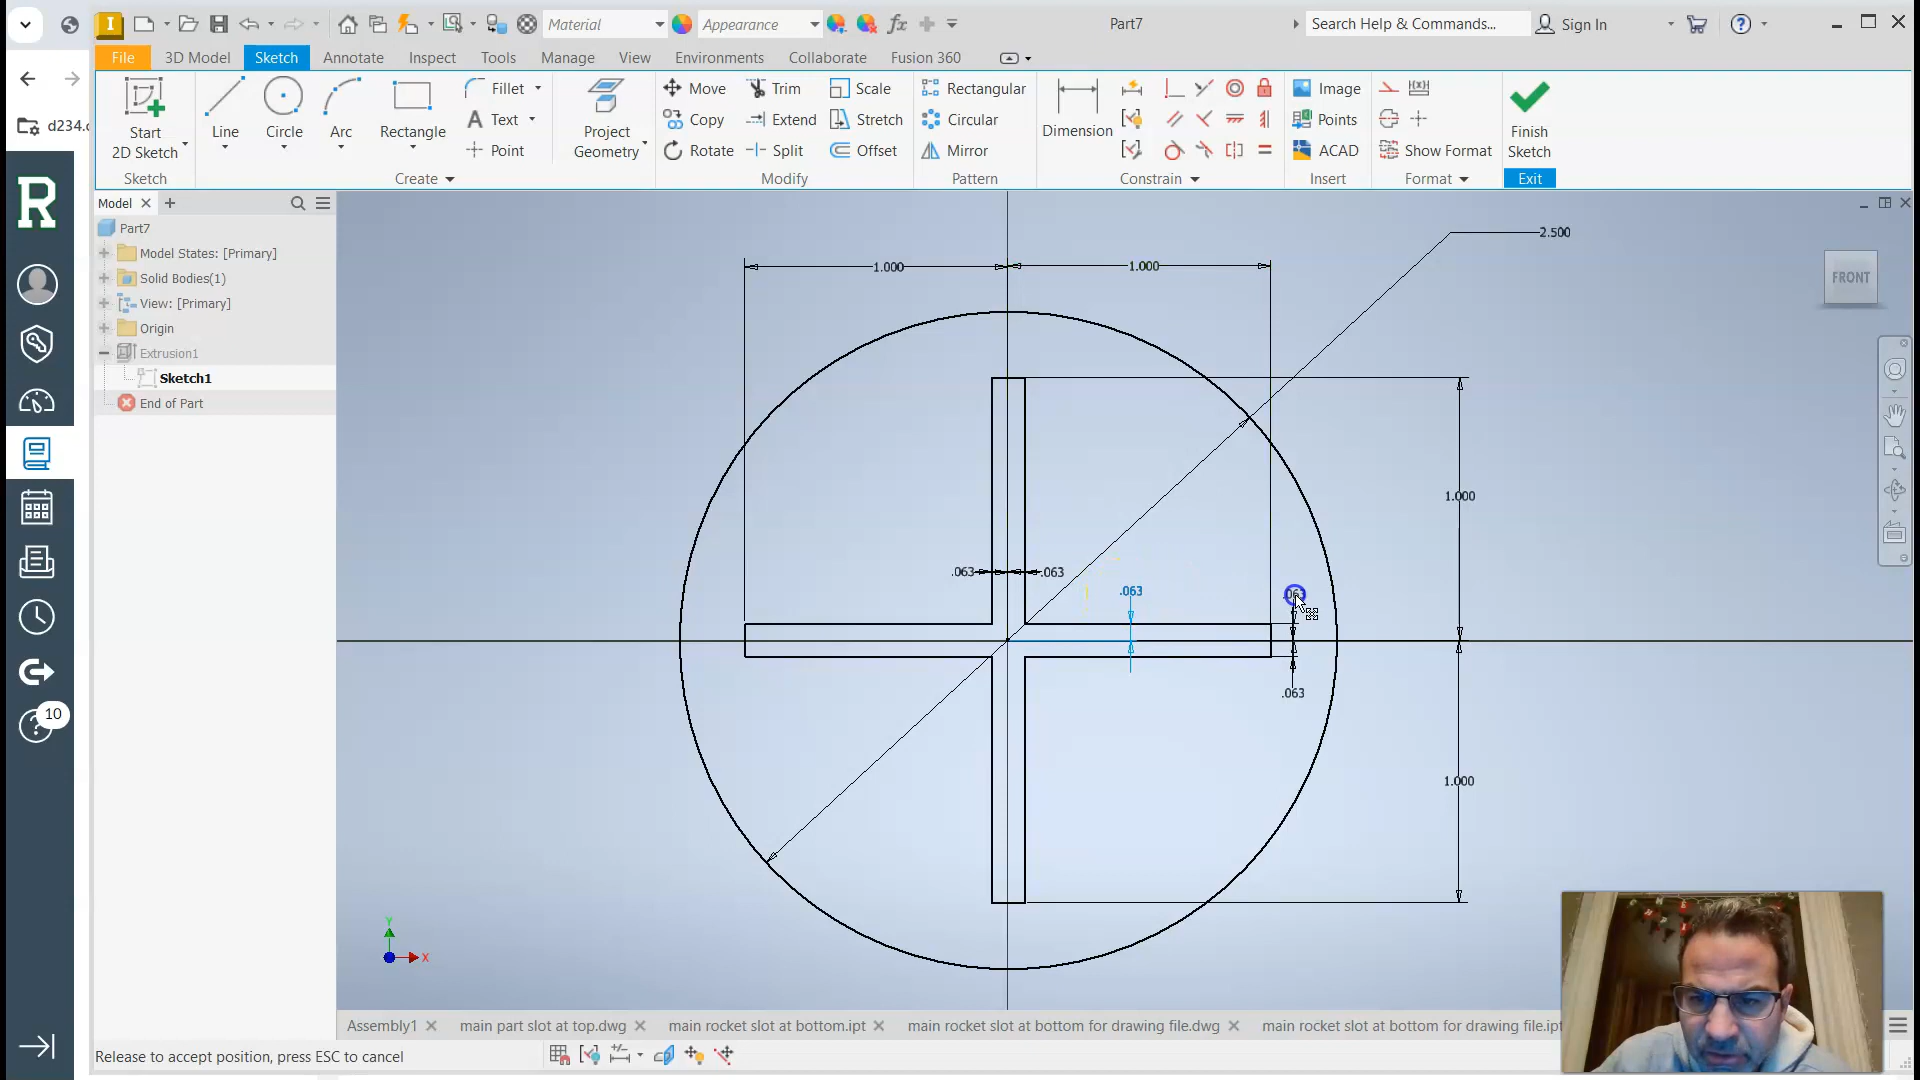 I Material Appearance fx Part7 Search Help & Commands... Sign In
File 3D Model Sketch Annotate Inspect Tools Manage View Environments Collaborate Fusion 360
d234.c
Start 2D Sketch
Line Circle Arc Rectangle
Fillet
Text
Point
Project Geometry
Move Trim Scale
Copy Extend Stretch
Rotate Split Offset
Rectangular
Circular
Mirror
Dimension
Image
Points
ACAD
Show Format
Finish Sketch
Sketch Create Modify Pattern Constrain Insert Format Exit
R
Model
Part7
Model States: [Primary]
Solid Bodies(1)
View: [Primary]
Origin
Extrusion1
Sketch1
End of Part
2.500
1.000 1.000
FRONT
1.000
.063 .063
.063
.063
.063
1.000
10
Y
X
Assembly1 main part slot at top.dwg main rocket slot at bottom.ipt main rocket slot at bottom for drawing file.dwg main rocket slot at bottom for drawing file.ipt
Release to accept position, press ESC to cancel